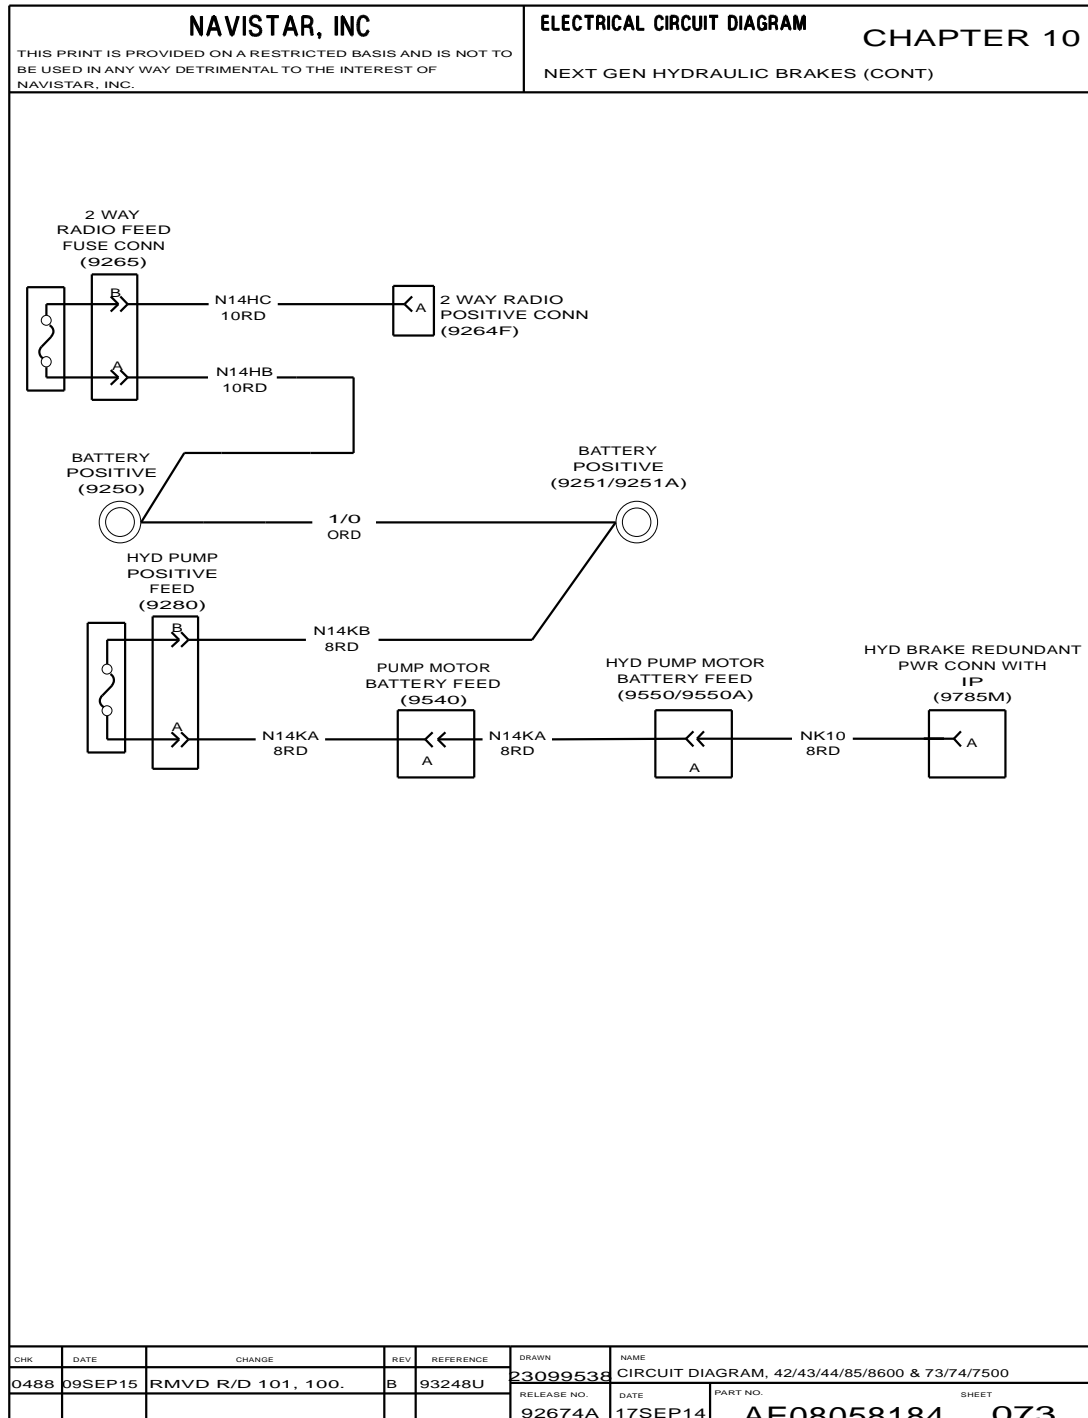 NAVISTAR, INC
THIS PRINT IS PROVIDED ON A RESTRICTED BASIS AND IS NOT TO
BE USED IN ANY WAY DETRIMENTAL TO THE INTEREST OF
NAVISTAR, INC.
ELECTRICAL CIRCUIT DIAGRAM
CHAPTER 10
NEXT GEN HYDRAULIC BRAKES (CONT)
2 WAY
RADIO FEED
FUSE CONN
(9265)
B
N14HC
10RD
A
2 WAY RADIO
POSITIVE CONN
(9264F)
A
N14HB
10RD
BATTERY
POSITIVE
(9250)
BATTERY
POSITIVE
(9251/9251A)
1/0
ORD
HYD PUMP
POSITIVE
FEED
(9280)
B
N14KB
8RD
PUMP MOTOR
BATTERY FEED
(9540)
HYD PUMP MOTOR
BATTERY FEED
(9550/9550A)
HYD BRAKE REDUNDANT
PWR CONN WITH
IP
(9785M)
A
N14KA
8RD
A
N14KA
8RD
A
NK10
8RD
A
CHK DATE CHANGE REV REFERENCE
0488 09SEP15 RMVD R/D 101, 100. B 93248U
DRAWN
23099538
NAME
CIRCUIT DIAGRAM, 42/43/44/85/8600 & 73/74/7500
RELEASE NO.
92674A
DATE
17SEP14
PART NO.
AE08058184
SHEET
073